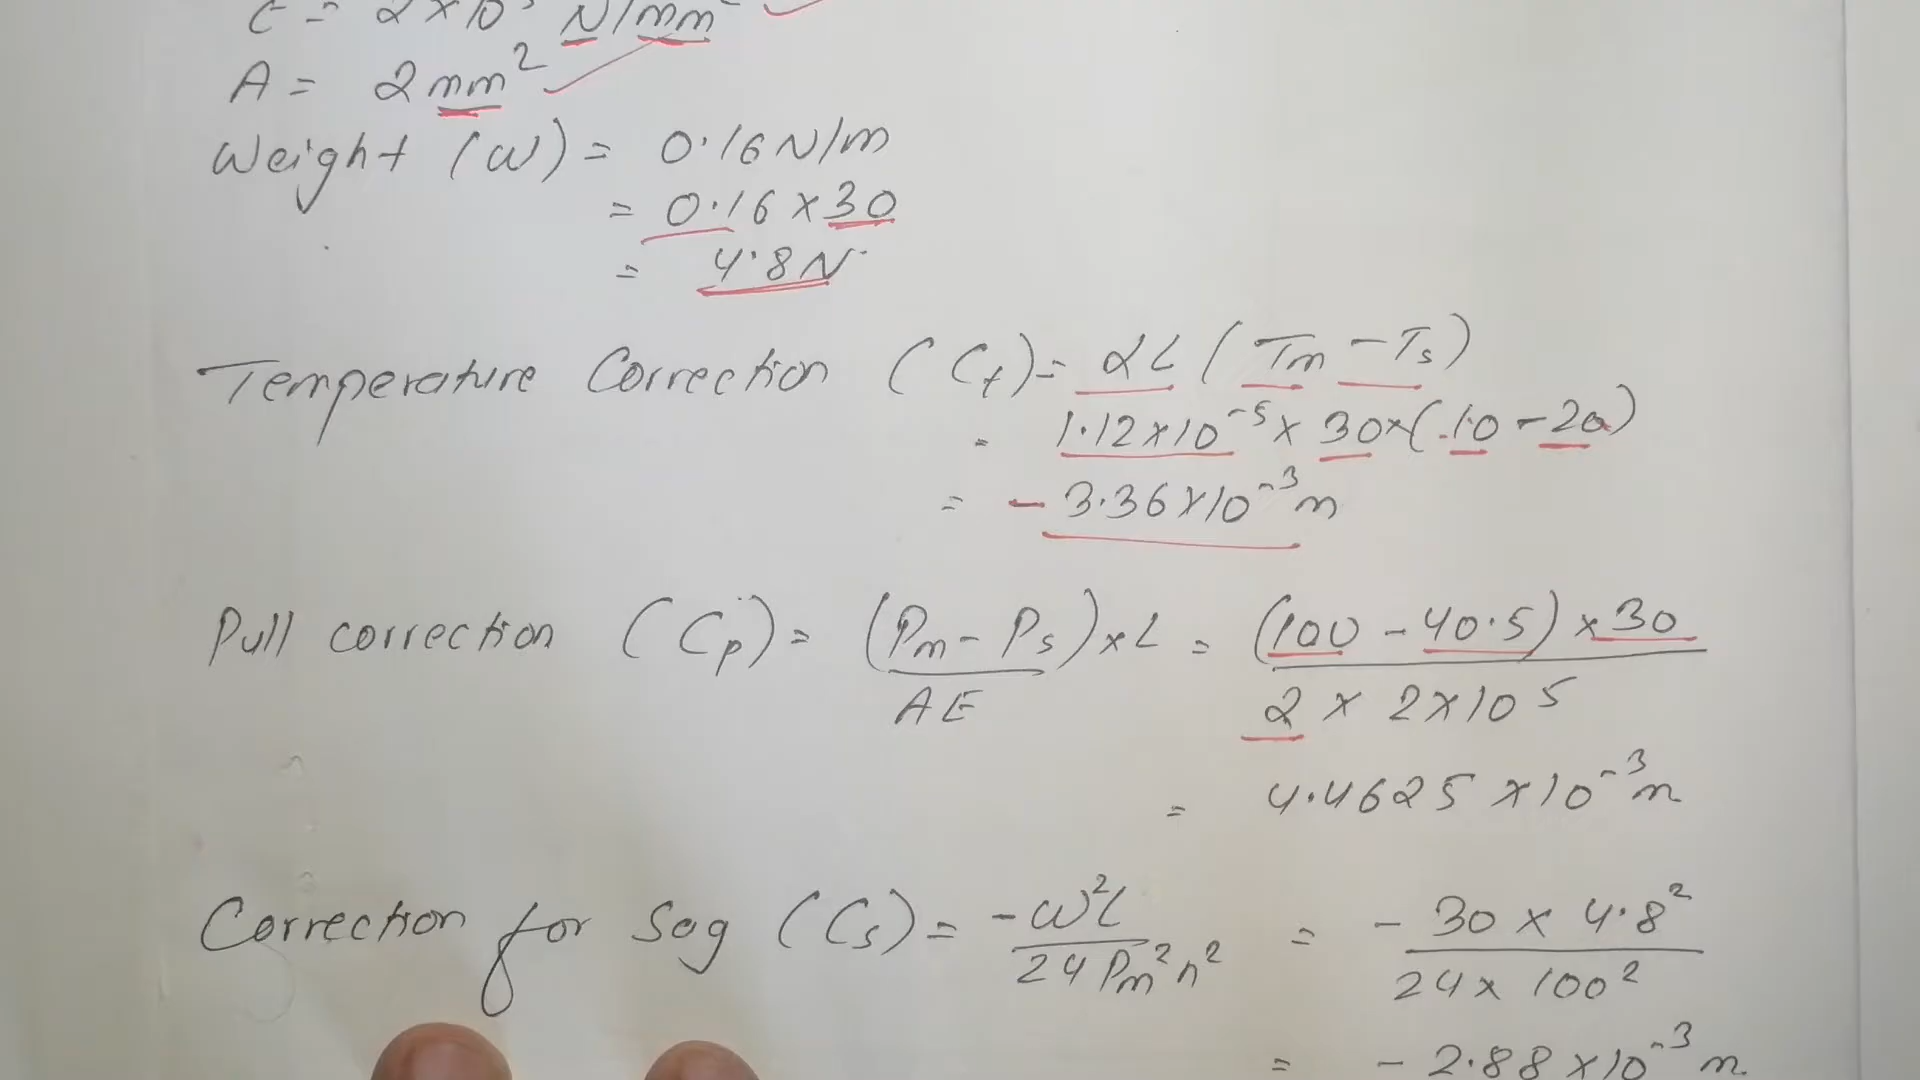 E = 2×10⁵ N/mm²
A = 2 mm²
Weight (W) = 0.16 N/m
= 0.16 × 30
= 4.8 N
Temperature Correction (Ct) = αL (Tm - Ts)
= 1.12×10⁻⁵ × 30×(10 - 20)
= - 3.36×10⁻³ m
Pull correction (Cp) = (Pm - Ps) × L / AE = (100 - 40.5) × 30 / 2 × 2×10⁵
= 4.4625 ×10⁻³ m
Correction for Sag (Cs) = -W²L / 24 Pm² n² = - 30 × 4.8² / 24 × 100²
= - 2.88 ×10⁻³ m